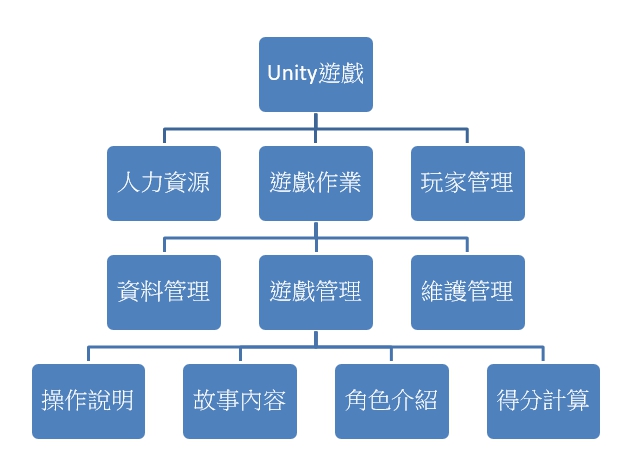 Unity遊戲
人力資源
遊戲作業
玩家管理
資料管理
遊戲管理
維護管理
操作說明
故事內容
角色介紹
得分計算